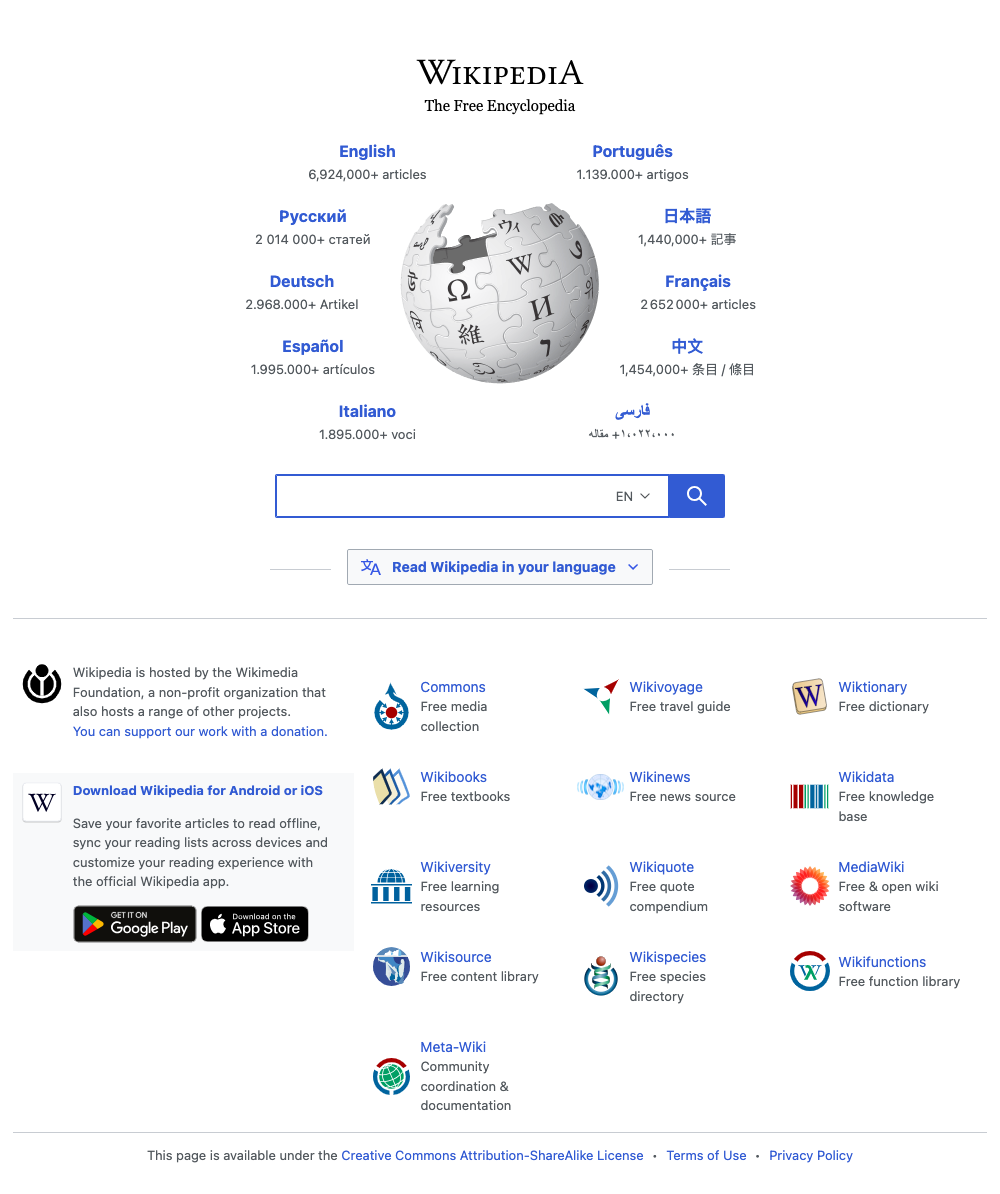 WIKIPEDIA
The Free Encyclopedia
English
6,924,000+ articles
Português
1.139.000+ artigos
Русский
2 014 000+ статей
日本語
1,440,000+ 記事
Deutsch
2.968.000+ Artikel
Français
2 652 000+ articles
Español
1.995.000+ artículos
中文
1,454,000+ 条目 / 條目
Italiano
1.895.000+ voci
فارسی
۱٬۰۲۲٬۰۰۰+ مقاله
ウィ
W
Ω
И
維
EN
Read Wikipedia in your language
Wikipedia is hosted by the Wikimedia
Foundation, a non-profit organization that
also hosts a range of other projects.
You can support our work with a donation.
W
Download Wikipedia for Android or iOS
Save your favorite articles to read offline,
sync your reading lists across devices and
customize your reading experience with
the official Wikipedia app.
GET IT ON
Google Play
Download on the
App Store
Commons
Free media
collection
Wikivoyage
Free travel guide
W
Wiktionary
Free dictionary
Wikibooks
Free textbooks
Wikinews
Free news source
Wikidata
Free knowledge
base
Wikiversity
Free learning
resources
Wikiquote
Free quote
compendium
MediaWiki
Free & open wiki
software
Wikisource
Free content library
Wikispecies
Free species
directory
Wikifunctions
Free function library
Meta-Wiki
Community
coordination &
documentation
This page is available under the Creative Commons Attribution-ShareAlike License • Terms of Use • Privacy Policy